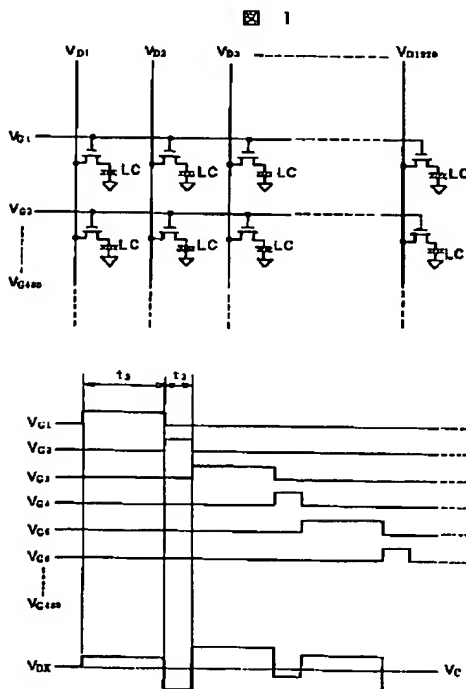 図 1
VD1 VD2 VD3 VD1920
VG1
LC LC LC LC
VG2
LC LC LC LC
VG480
t3 t2
VG1
VG2
VG3
VG4
VG5
VG6
VG480
VDX VC